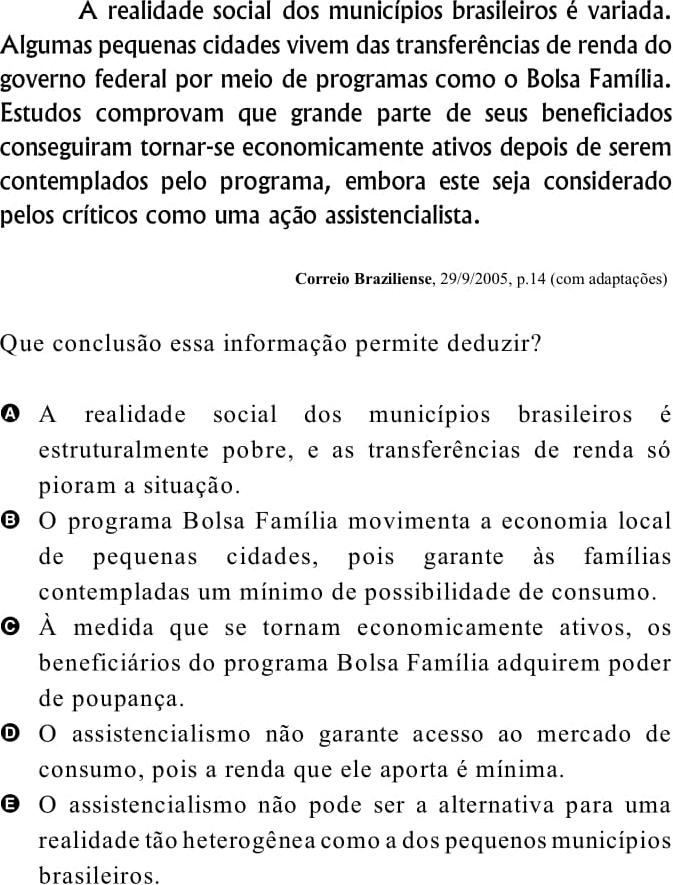 A realidade social dos municípios brasileiros é variada.
Algumas pequenas cidades vivem das transferências de renda do
governo federal por meio de programas como o Bolsa Família.
Estudos comprovam que grande parte de seus beneficiados
conseguiram tornar-se economicamente ativos depois de serem
contemplados pelo programa, embora este seja considerado
pelos críticos como uma ação assistencialista.
Correio Braziliense, 29/9/2005, p.14 (com adaptações)
Que conclusão essa informação permite deduzir?
A A realidade social dos municípios brasileiros é
estruturalmente pobre, e as transferências de renda só
pioram a situação.
B O programa Bolsa Família movimenta a economia local
de pequenas cidades, pois garante às famílias
contempladas um mínimo de possibilidade de consumo.
C À medida que se tornam economicamente ativos, os
beneficiários do programa Bolsa Família adquirem poder
de poupança.
D O assistencialismo não garante acesso ao mercado de
consumo, pois a renda que ele aporta é mínima.
E O assistencialismo não pode ser a alternativa para uma
realidade tão heterogênea como a dos pequenos municípios
brasileiros.